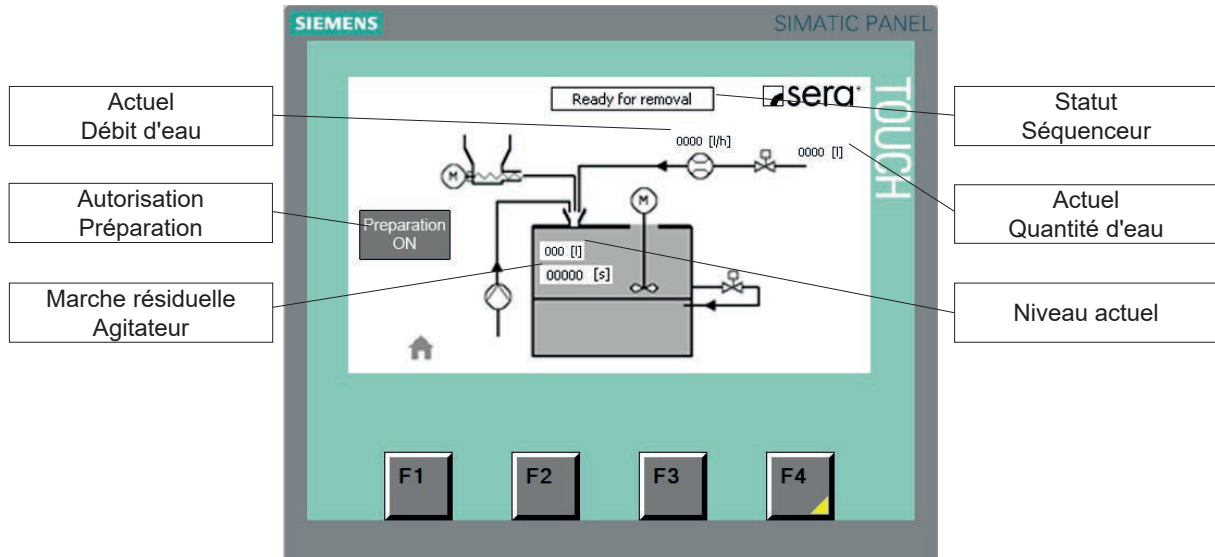 SIEMENS
SIMATIC PANEL
TOUCH
Ready for removal
sera
Actuel
Débit d'eau
Statut
Séquenceur
0000 [l/h]
0000 [l]
M
M
Autorisation
Préparation
Actuel
Quantité d'eau
Preparation
ON
000 [l]
00000 [s]
Marche résiduelle
Agitateur
Niveau actuel
F1
F2
F3
F4